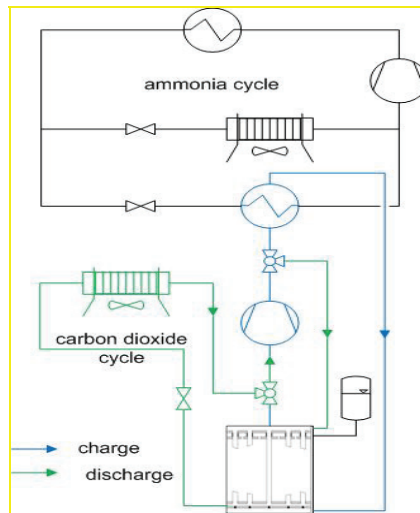 ammonia cycle
carbon dioxide
cycle
charge
discharge